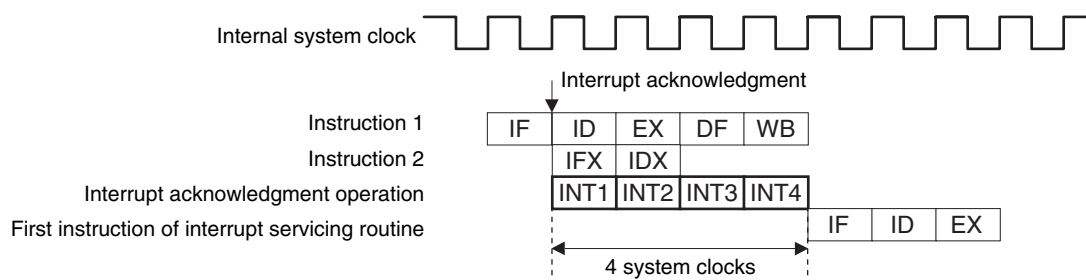 Internal system clock
Interrupt acknowledgment
Instruction 1 IF ID EX DF WB
Instruction 2 IFX IDX
Interrupt acknowledgment operation INT1 INT2 INT3 INT4
First instruction of interrupt servicing routine IF ID EX
4 system clocks